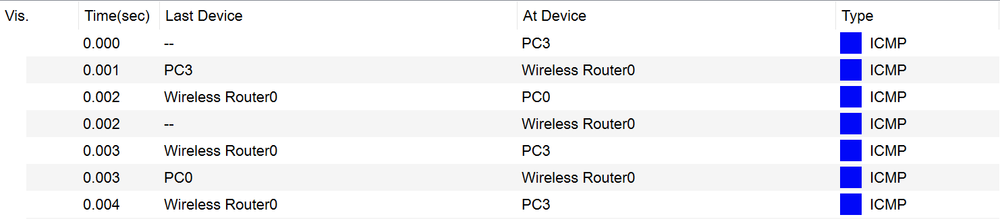 Vis. Time(sec) Last Device At Device Type
0.000 -- PC3 ICMP
0.001 PC3 Wireless Router0 ICMP
0.002 Wireless Router0 PC0 ICMP
0.002 -- Wireless Router0 ICMP
0.003 Wireless Router0 PC3 ICMP
0.003 PC0 Wireless Router0 ICMP
0.004 Wireless Router0 PC3 ICMP